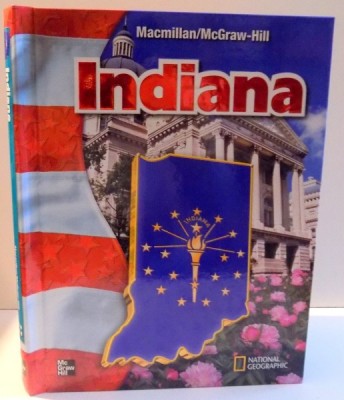 Macmillan/McGraw-Hill
Indiana
Indiana
INDIANA
Mc
Graw
Hill
NATIONAL
GEOGRAPHIC